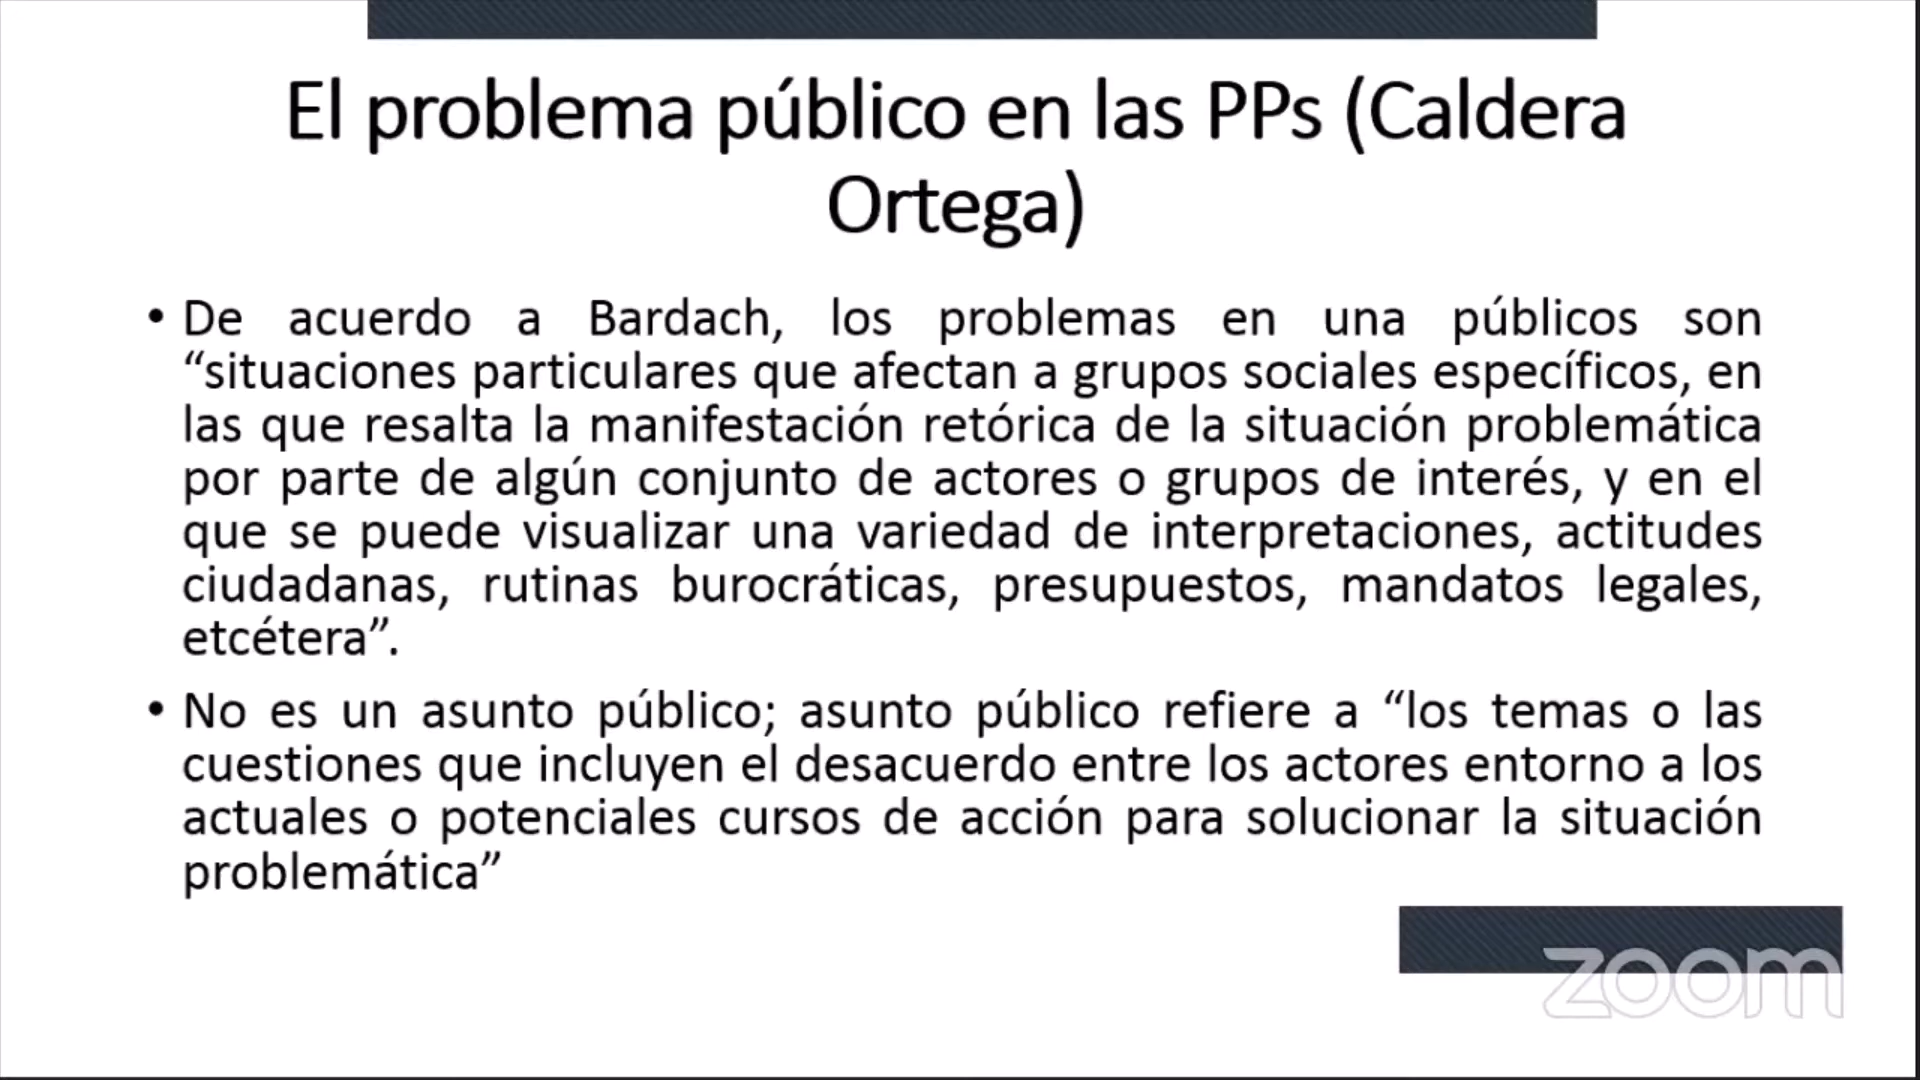 El problema público en las PPs (Caldera
Ortega)
• De acuerdo a Bardach, los problemas en una públicos son
“situaciones particulares que afectan a grupos sociales específicos, en
las que resalta la manifestación retórica de la situación problemática
por parte de algún conjunto de actores o grupos de interés, y en el
que se puede visualizar una variedad de interpretaciones, actitudes
ciudadanas, rutinas burocráticas, presupuestos, mandatos legales,
etcétera”.
• No es un asunto público; asunto público refiere a “los temas o las
cuestiones que incluyen el desacuerdo entre los actores entorno a los
actuales o potenciales cursos de acción para solucionar la situación
problemática”
zoom